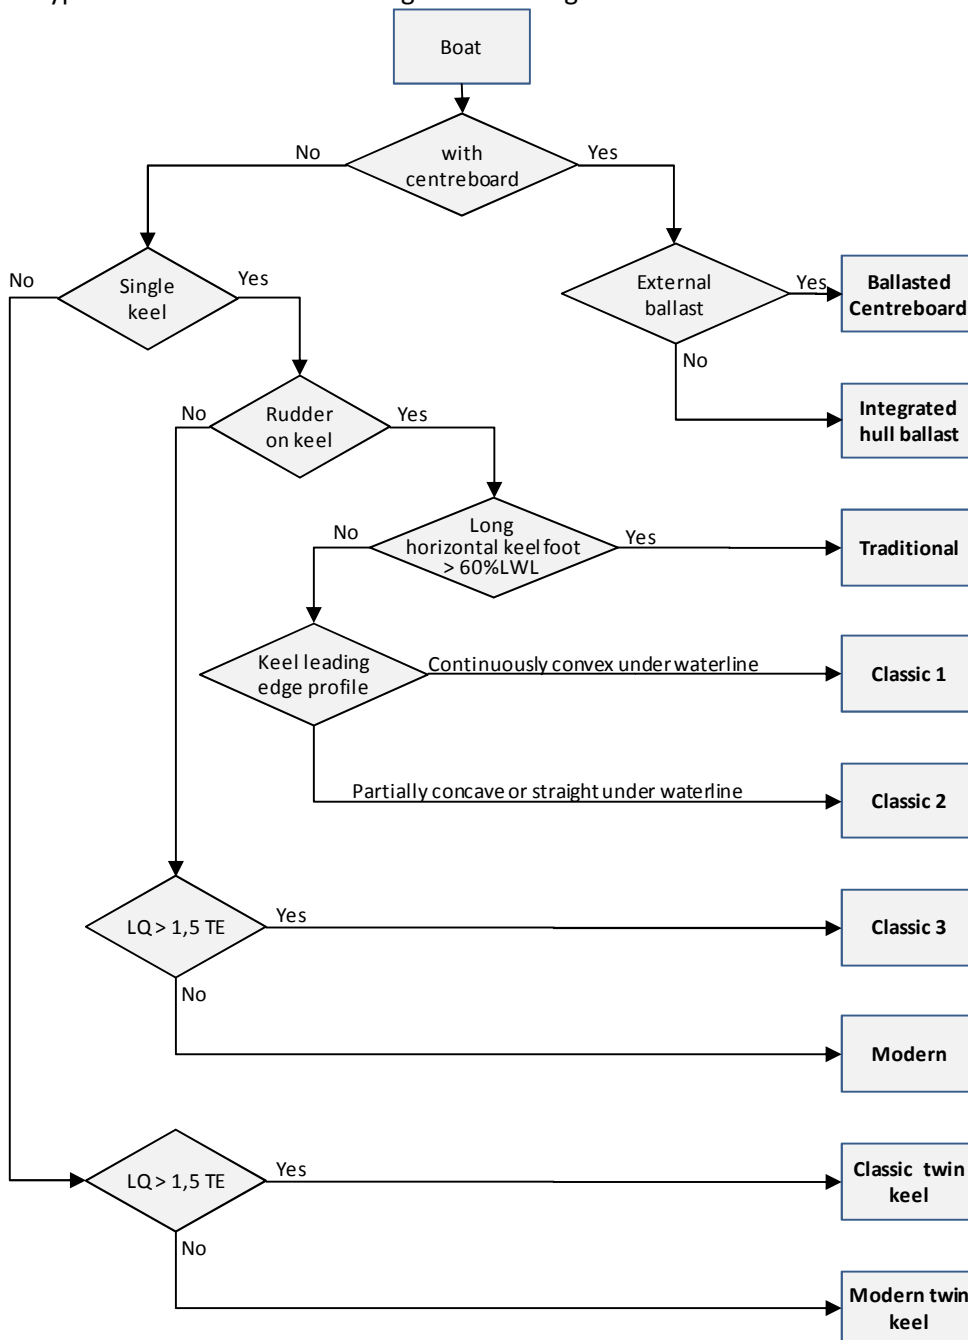 Boat
with
centreboard
No
Yes
Single
keel
No
Yes
External
ballast
Yes
Ballasted
Centreboard
No
Integrated
hull ballast
Rudder
on keel
No
Yes
Long
horizontal keel foot
> 60%LWL
No
Yes
Traditional
Keel leading
edge profile
Continuously convex under waterline
Classic 1
Partially concave or straight under waterline
Classic 2
LQ > 1,5 TE
Yes
Classic 3
No
Modern
LQ > 1,5 TE
Yes
Classic twin
keel
No
Modern twin
keel